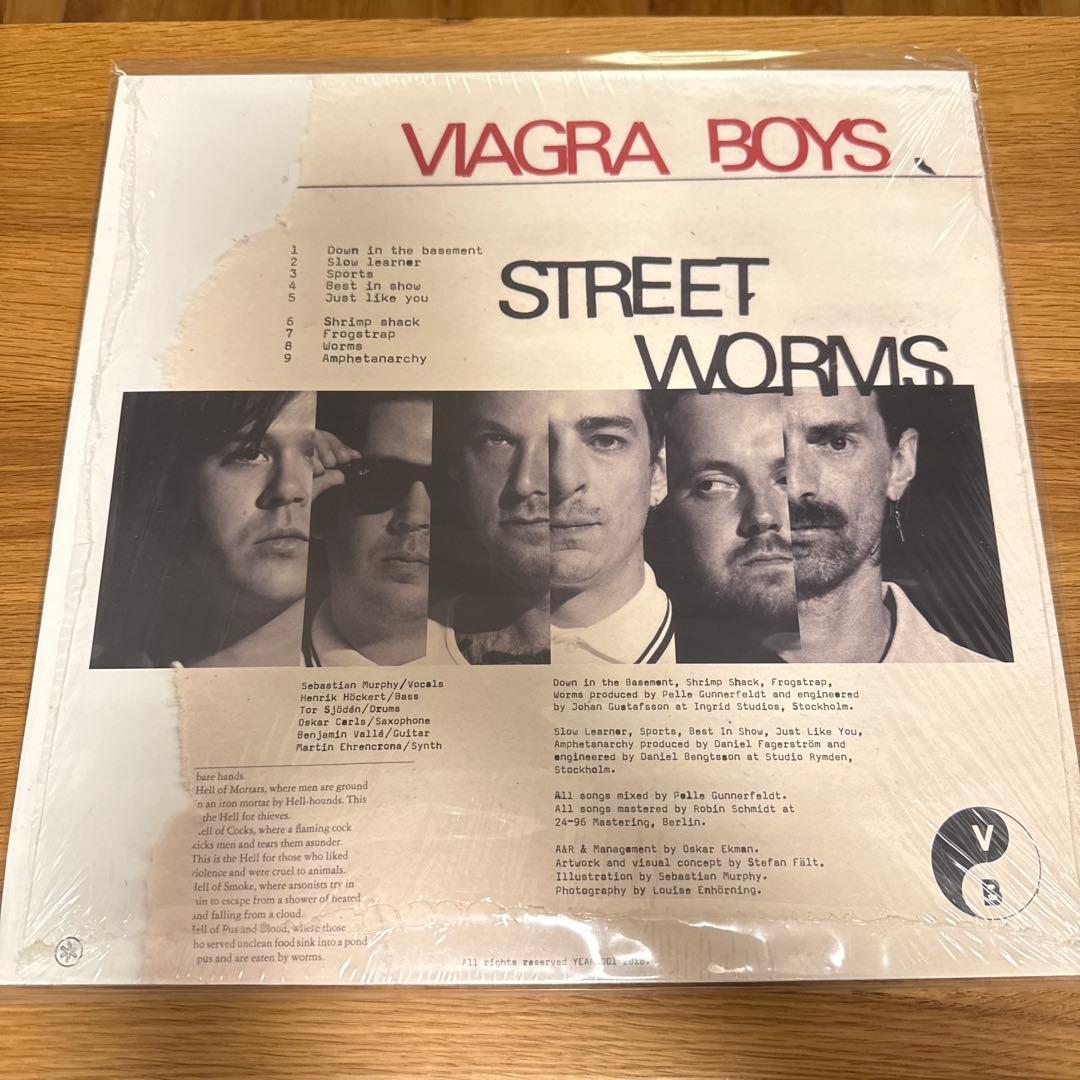 VIAGRA BOYS
1 Down in the basement
2 Slow learner
3 Sports
4 Best in show
5 Just like you
6 Shrimp shack
7 Frogstrap
8 Worms
9 Amphetanarchy
STREET
WORMS
Sebastian Murphy/Vocals
Henrik Höckert/Bass
Tor Sjödén/Drums
Oskar Carls/Saxophone
Benjamin Vallé/Guitar
Martin Ehrencrona/Synth
bare hands.
Hell of Mortars, where men are ground
n an iron mortar by Hell-hounds. This
the Hell for thieves.
ell of Cocks, where a flaming cock
icks men and tears them asunder.
This is the Hell for those who liked
violence and were cruel to animals.
Hell of Smoke, where arsonists try in
ain to escape from a shower of heated
and falling from a cloud.
Hell of Pus and Blood, where those
ho served unclean food sink into a pond
pus and are eaten by worms.
Down in the Basement, Shrimp Shack, Frogstrap,
Worms produced by Pelle Gunnerfeldt and engineered
by Johan Gustafsson at Ingrid Studios, Stockholm.
Slow Learner, Sports, Best In Show, Just Like You,
Amphetanarchy produced by Daniel Fagerström and
engineered by Daniel Bengtsson at Studio Rymden,
Stockholm.
All songs mixed by Pelle Gunnerfeldt.
All songs mastered by Robin Schmidt at
24-96 Mastering, Berlin.
A&R & Management by Oskar Ekman.
Artwork and visual concept by Stefan Fält.
Illustration by Sebastian Murphy.
Photography by Louise Enhörning.
V
B
All rights reserved YEAR0001 2018.